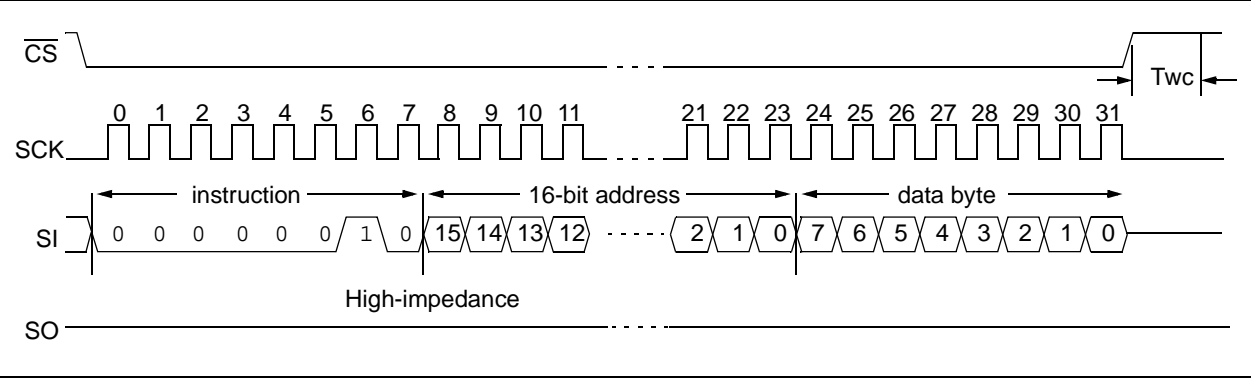 CS
Twc
0 1 2 3 4 5 6 7 8 9 10 11 21 22 23 24 25 26 27 28 29 30 31
SCK
instruction 16-bit address data byte
SI 0 0 0 0 0 0 1 0 15 14 13 12 2 1 0 7 6 5 4 3 2 1 0
High-impedance
SO